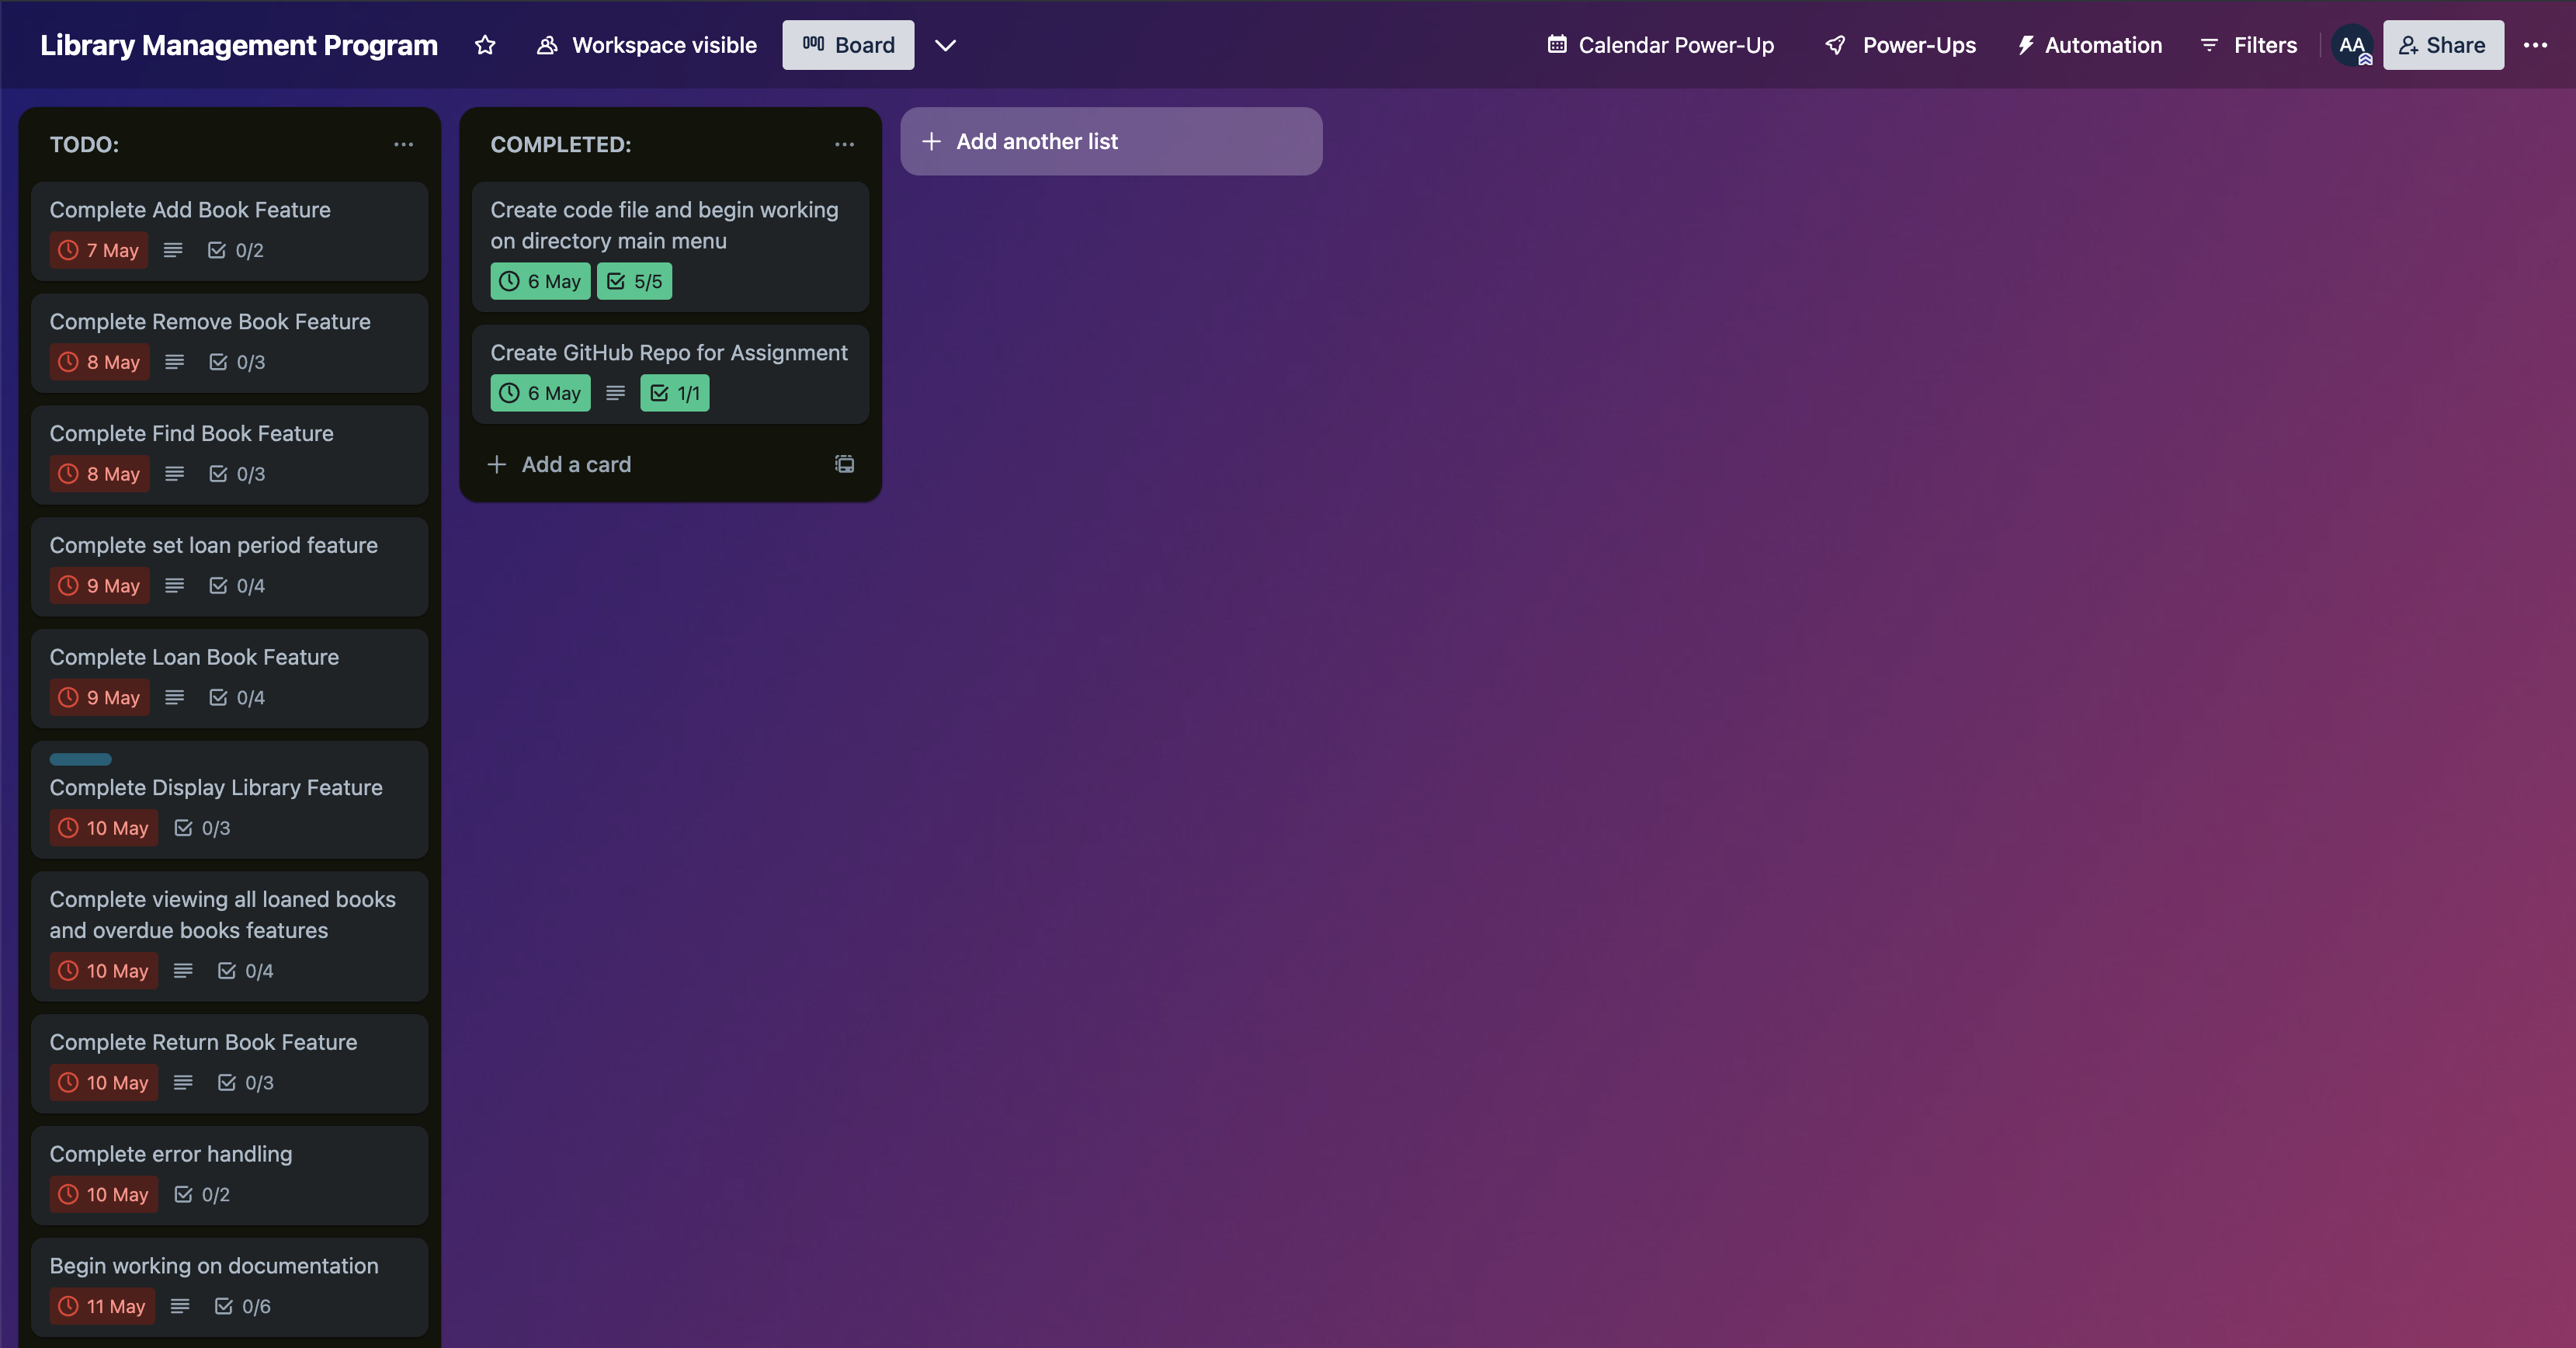 Library Management Program
Workspace visible
Board
Calendar Power-Up
Power-Ups
Automation
Filters
AA
Share
TODO:
Complete Add Book Feature
7 May 0/2
Complete Remove Book Feature
8 May 0/3
Complete Find Book Feature
8 May 0/3
Complete set loan period feature
9 May 0/4
Complete Loan Book Feature
9 May 0/4
Complete Display Library Feature
10 May 0/3
Complete viewing all loaned books
and overdue books features
10 May 0/4
Complete Return Book Feature
10 May 0/3
Complete error handling
10 May 0/2
Begin working on documentation
11 May 0/6
COMPLETED:
Create code file and begin working
on directory main menu
6 May 5/5
Create GitHub Repo for Assignment
6 May 1/1
Add a card
Add another list